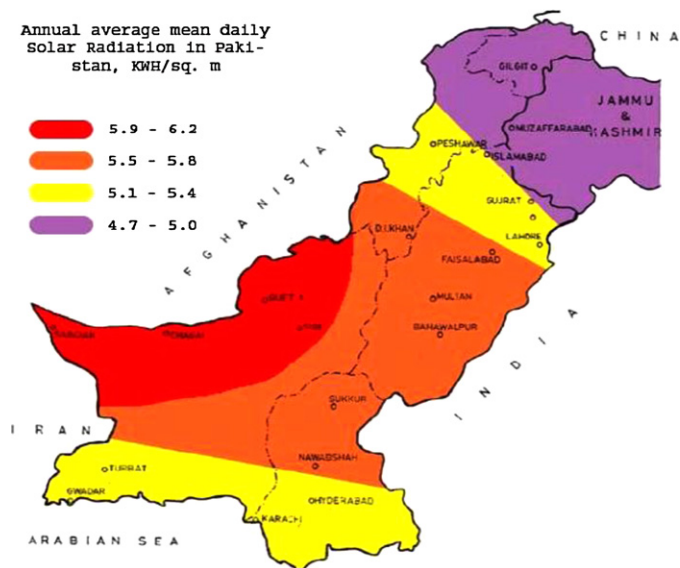 Annual average mean daily
Solar Radiation in Paki-
stan, KWH/sq. m
5.9 - 6.2
5.5 - 5.8
5.1 - 5.4
4.7 - 5.0
CHINA
GILGIT
JAMMU
&
KASHMIR
MUZAFFARABAD
PESHAWAR
ISLAMABAD
AFGHANISTAN
SUJRAT
D.I.KHAN
LAHORE
FAISALABAD
MULTAN
BAHAWALPUR
INDIA
SUKKUR
IRAN
NAWABSHAH
TURBAT
GWADAR
HYDERABAD
KARACHI
ARABIAN SEA